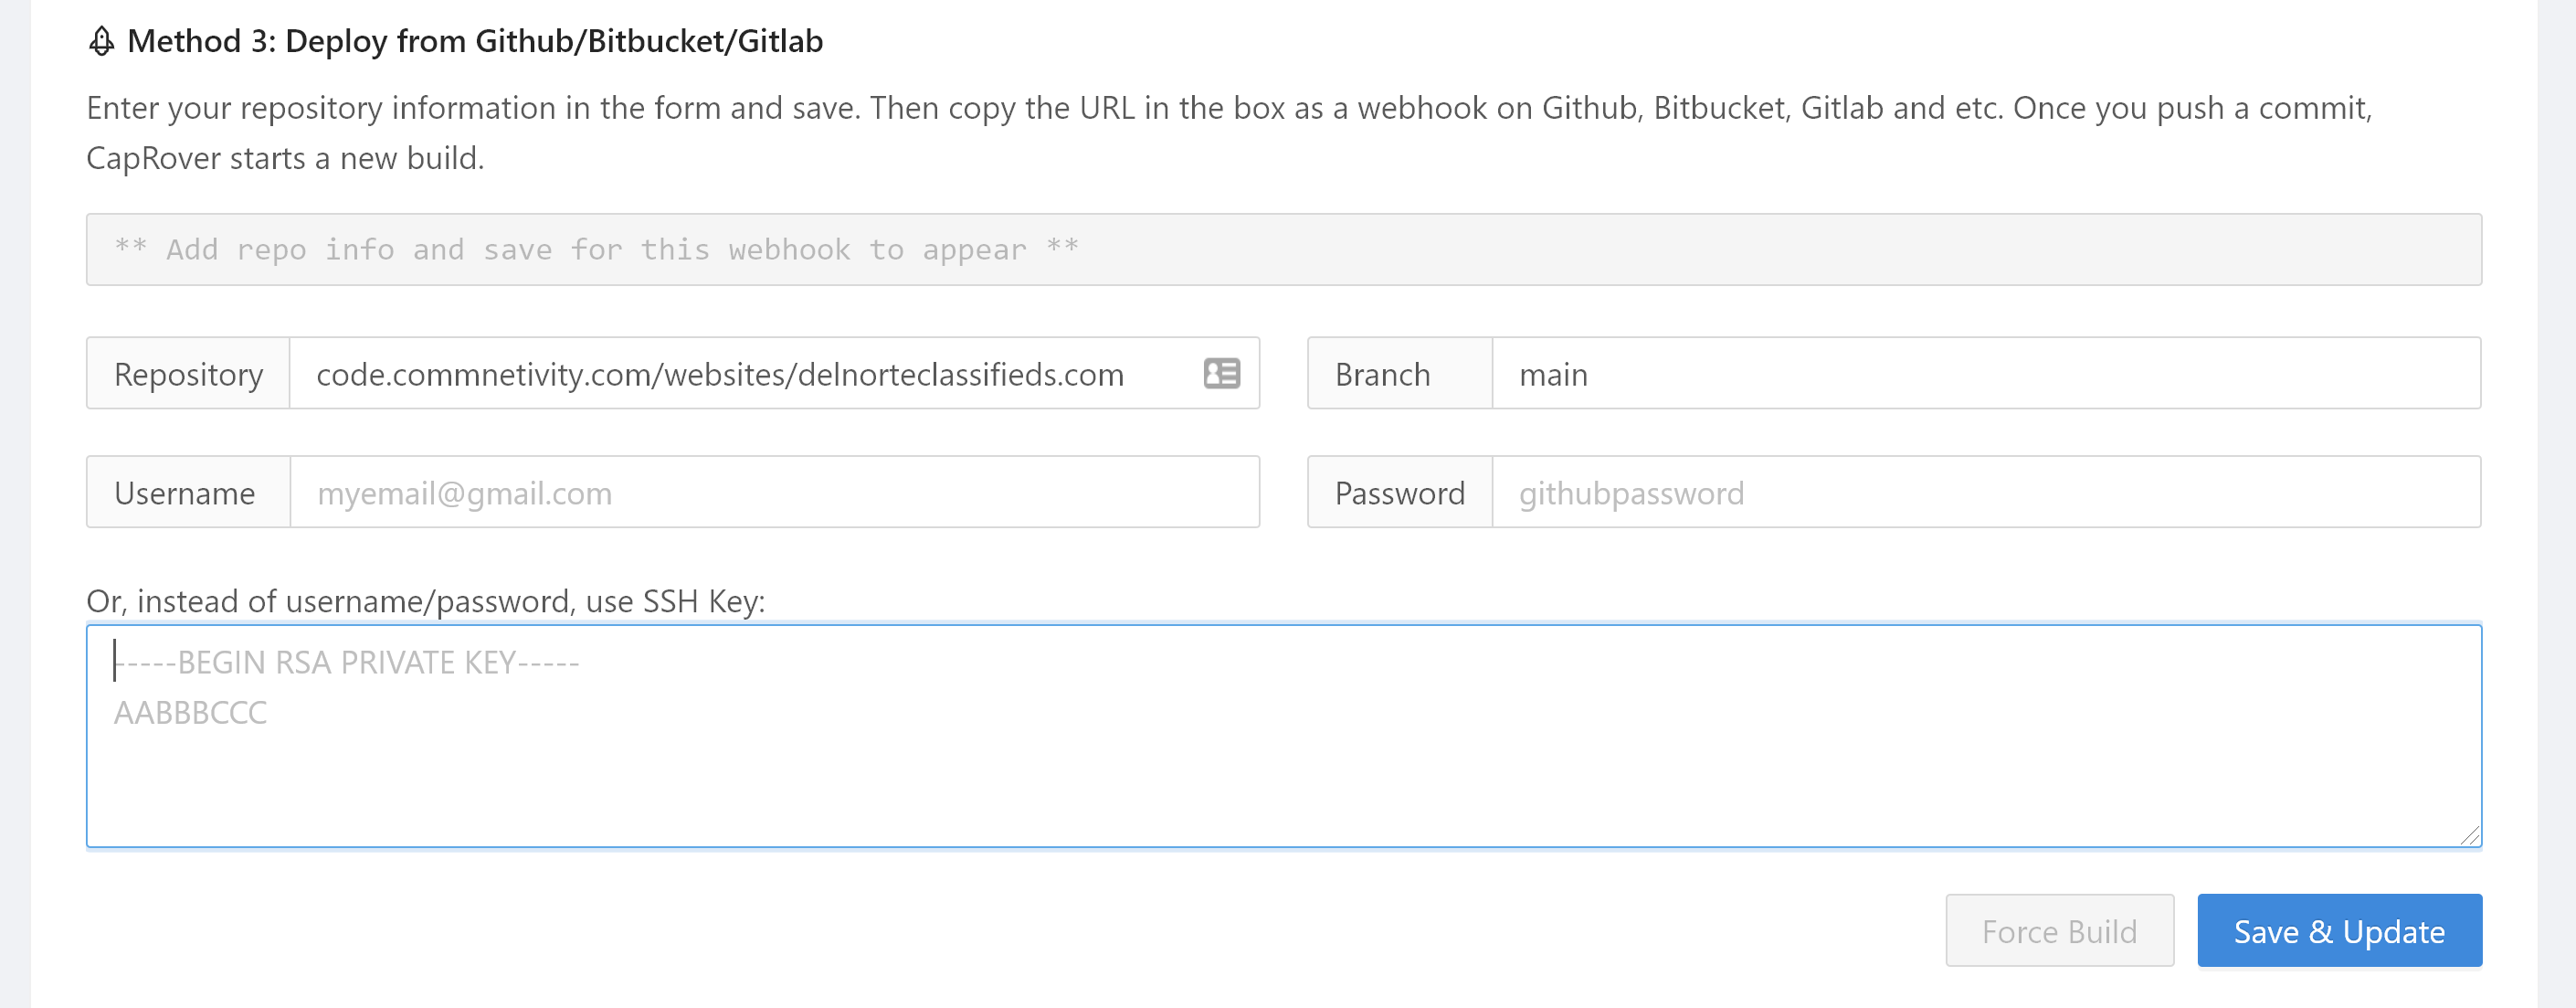 Method 3: Deploy from Github/Bitbucket/Gitlab
Enter your repository information in the form and save. Then copy the URL in the box as a webhook on Github, Bitbucket, Gitlab and etc. Once you push a commit,
CapRover starts a new build.
** Add repo info and save for this webhook to appear **
Repository code.commnetivity.com/websites/delnorteclassifieds.com Branch main
Username myemail@gmail.com Password githubpassword
Or, instead of username/password, use SSH Key:
-----BEGIN RSA PRIVATE KEY-----
AABBBCCC
Force Build Save & Update